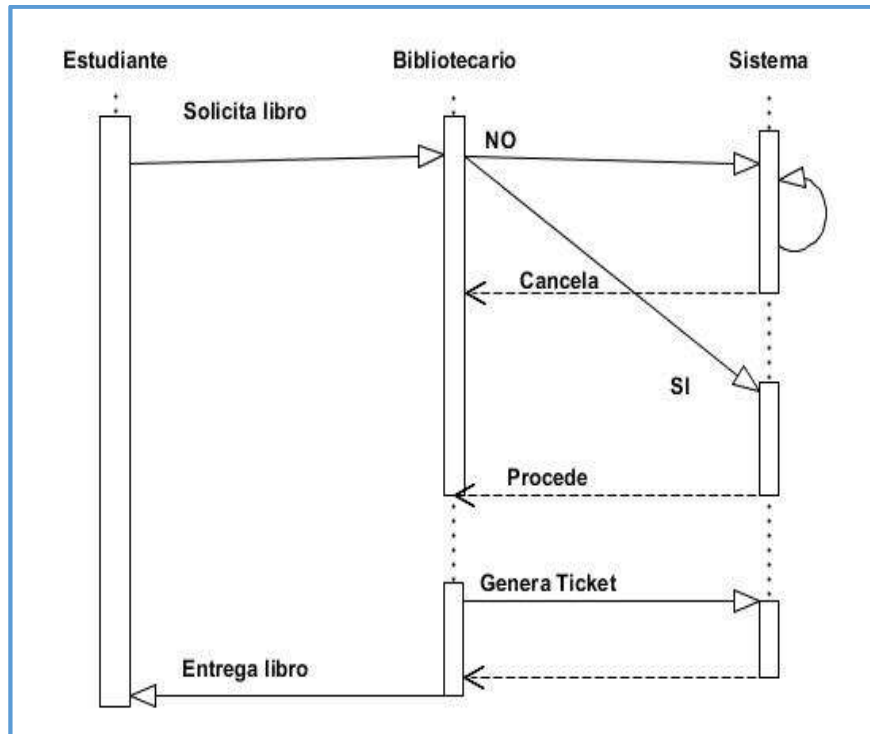 Estudiante
Bibliotecario
Sistema
Solicita libro
NO
Cancela
SI
Procede
Genera Ticket
Entrega libro